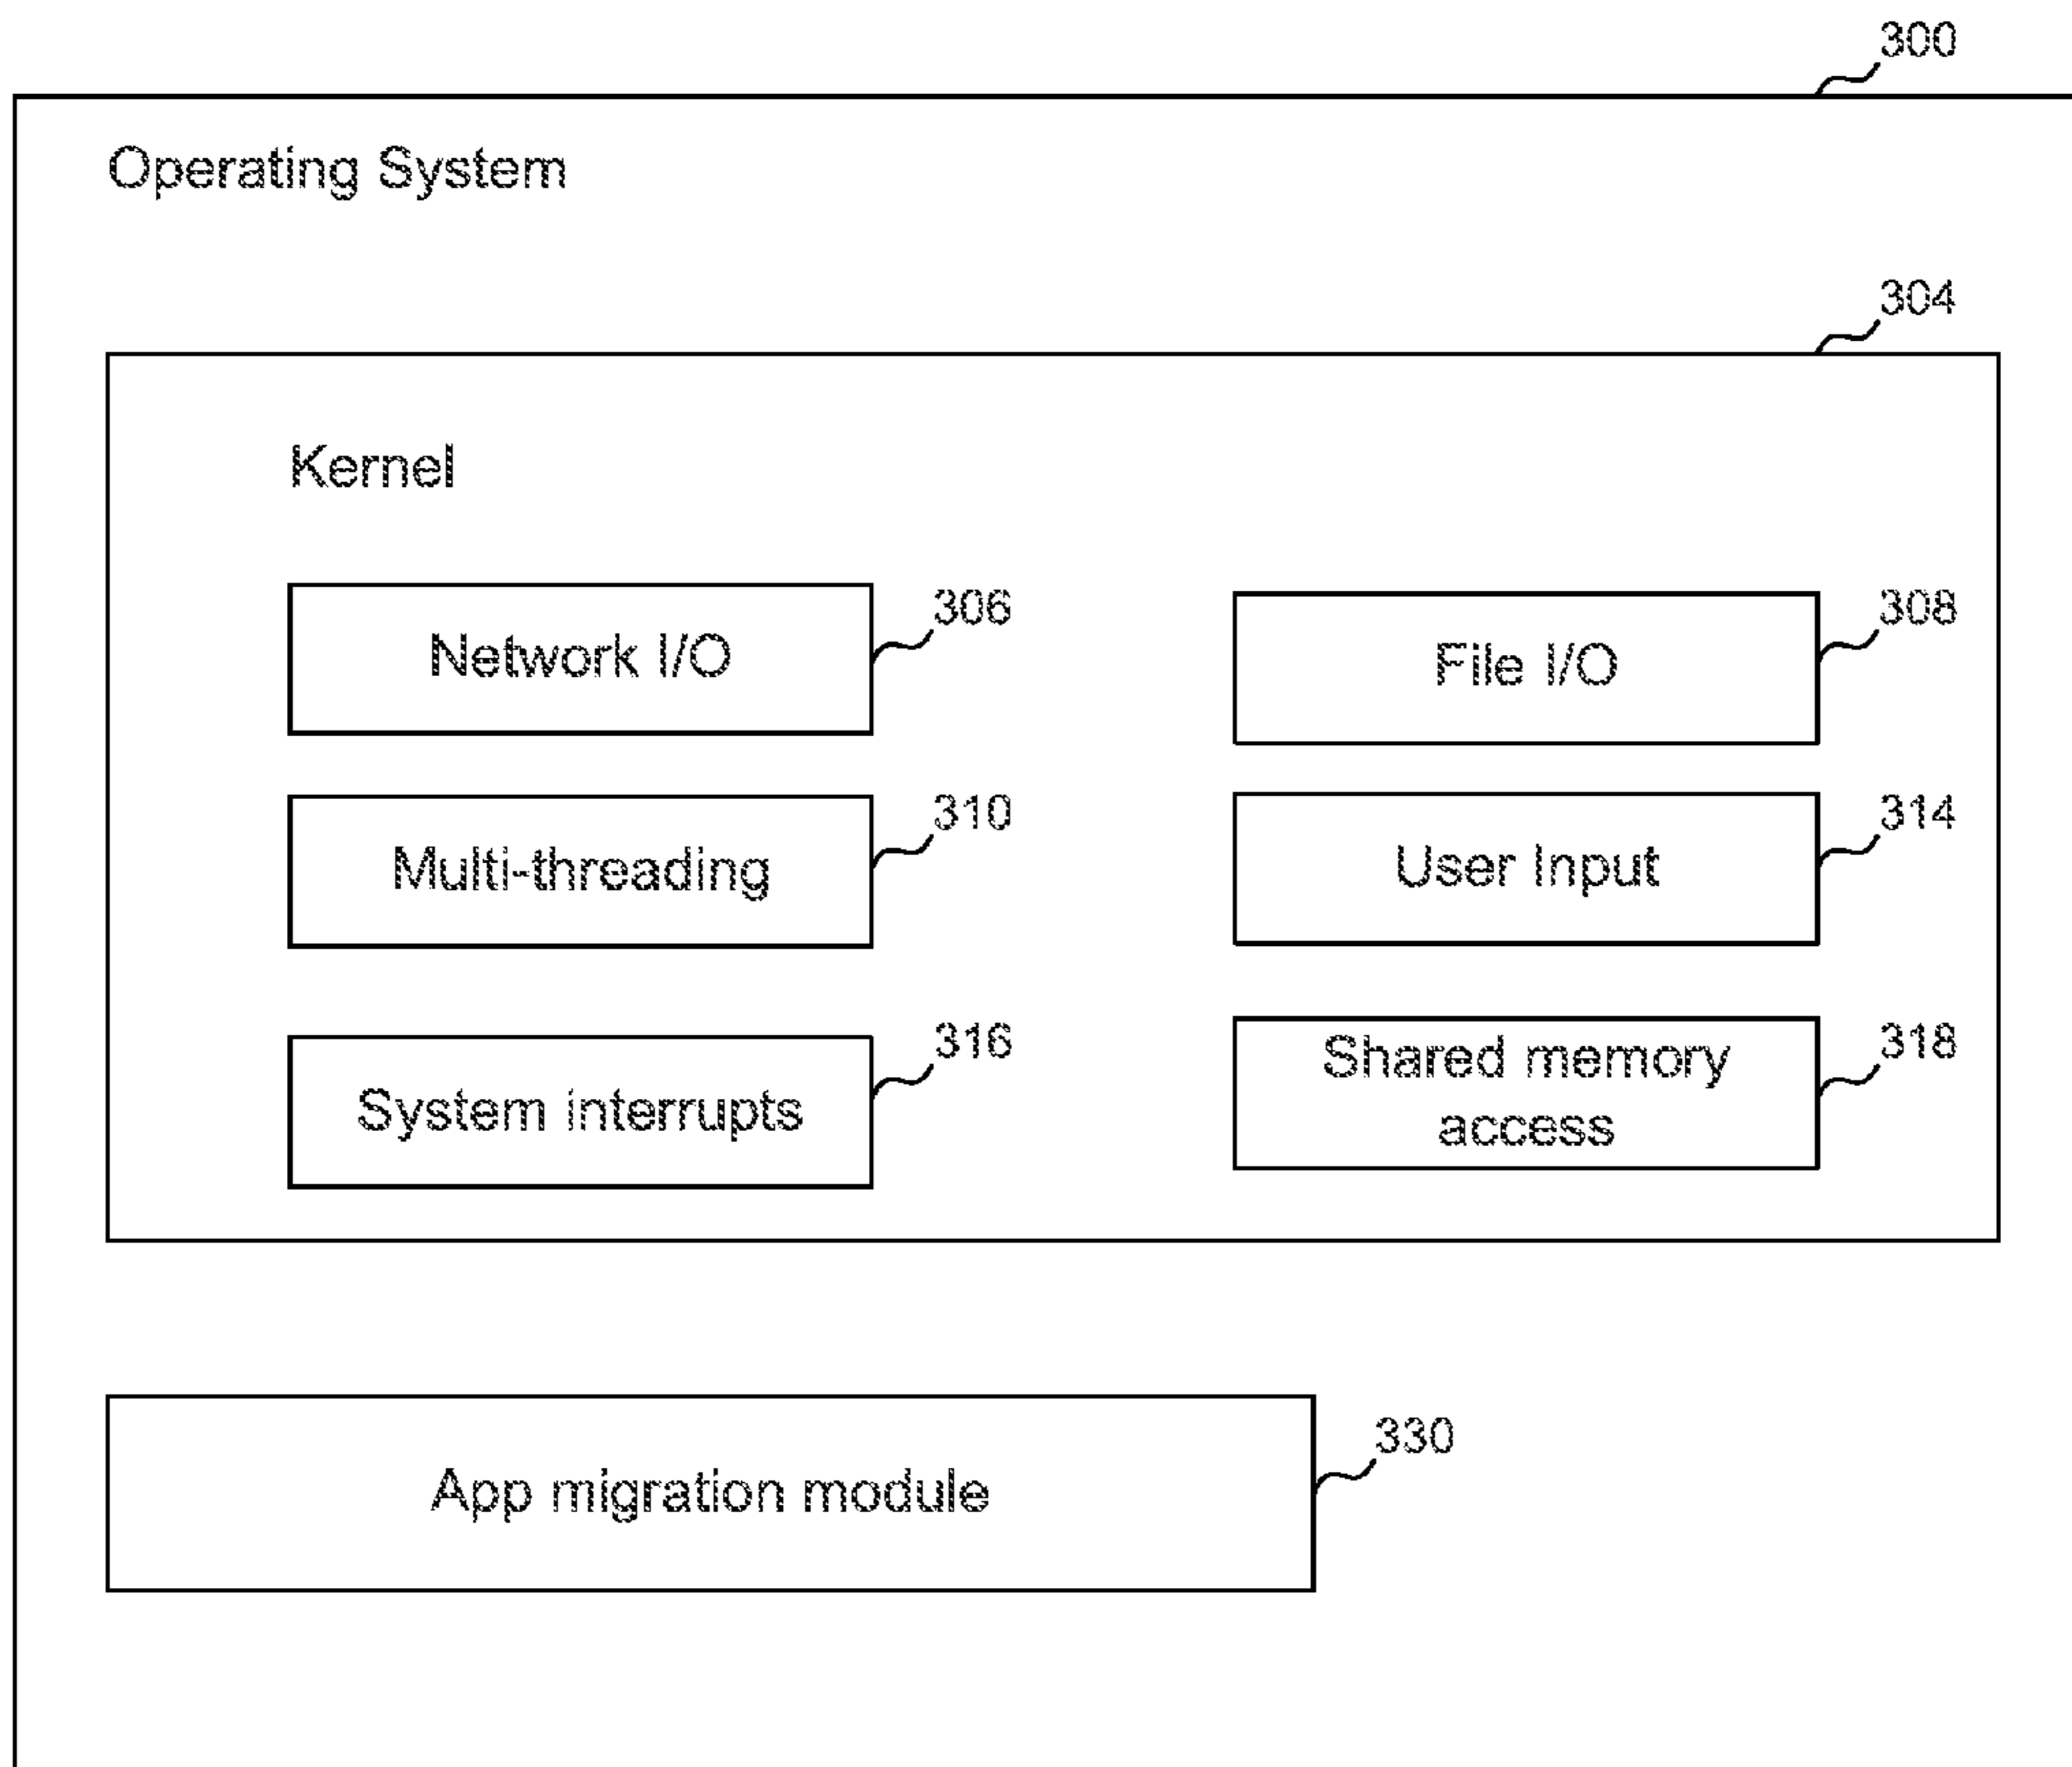 300
Operating System
304
Kernel
Network I/O
306
File I/O
308
Multi-threading
310
User Input
314
System interrupts
316
Shared memory
access
318
App migration module
330